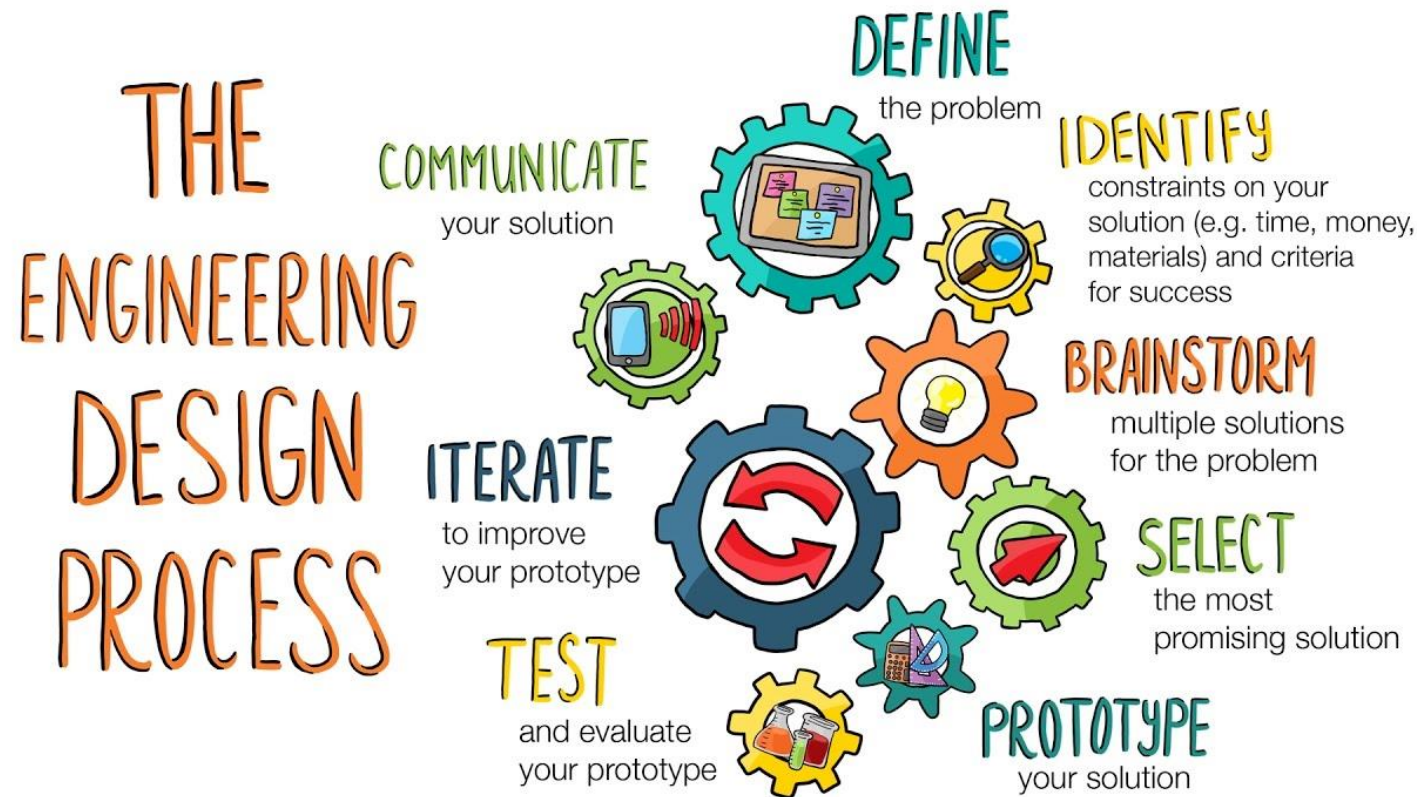 THE
ENGINEERING
DESIGN
PROCESS
DEFINE
the problem
IDENTIFY
constraints on your
solution (e.g. time, money,
materials) and criteria
for success
BRAINSTORM
multiple solutions
for the problem
SELECT
the most
promising solution
PROTOTYPE
your solution
TEST
and evaluate
your prototype
ITERATE
to improve
your prototype
COMMUNICATE
your solution